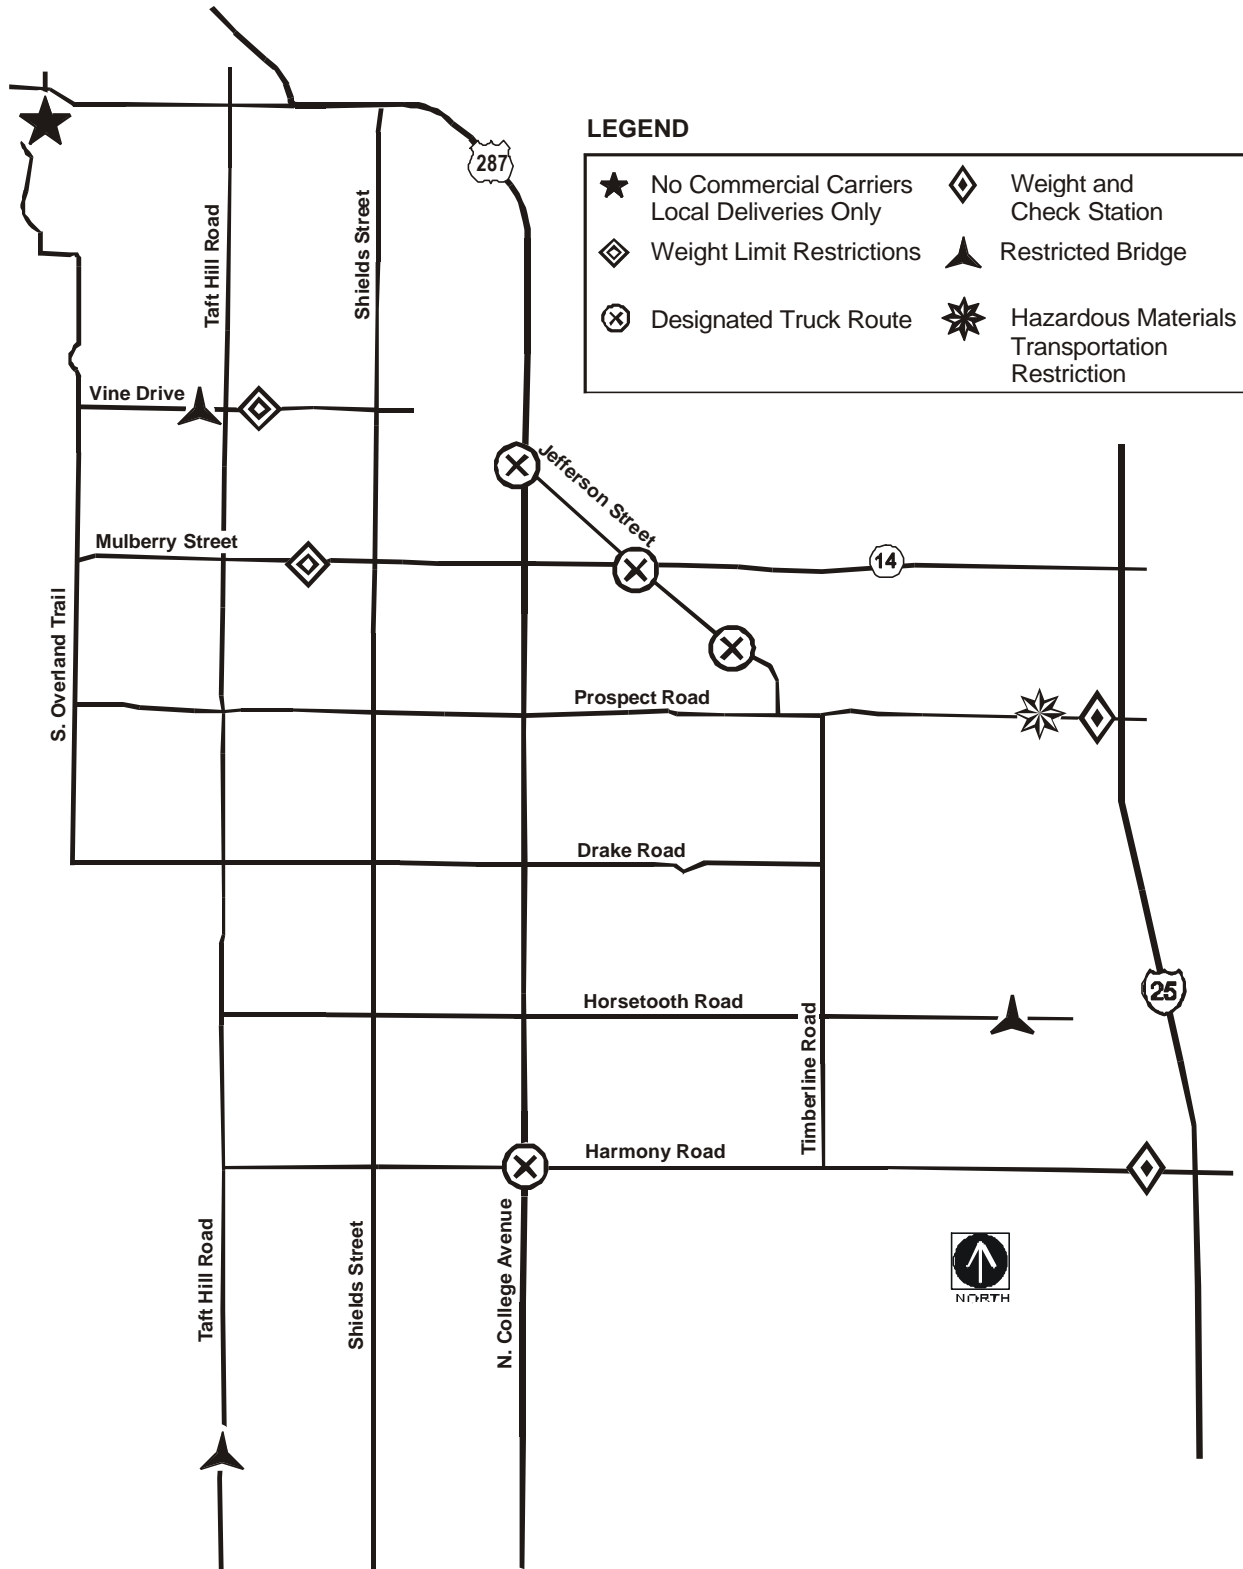 287
LEGEND
No Commercial Carriers
Local Deliveries Only
Weight and
Check Station
Weight Limit Restrictions
Restricted Bridge
Designated Truck Route
Hazardous Materials
Transportation
Restriction
Taft Hill Road
Shields Street
Vine Drive
Jefferson Street
Mulberry Street
14
S. Overland Trail
Prospect Road
Drake Road
25
Horsetooth Road
Timberline Road
Harmony Road
Taft Hill Road
Shields Street
N. College Avenue
NORTH